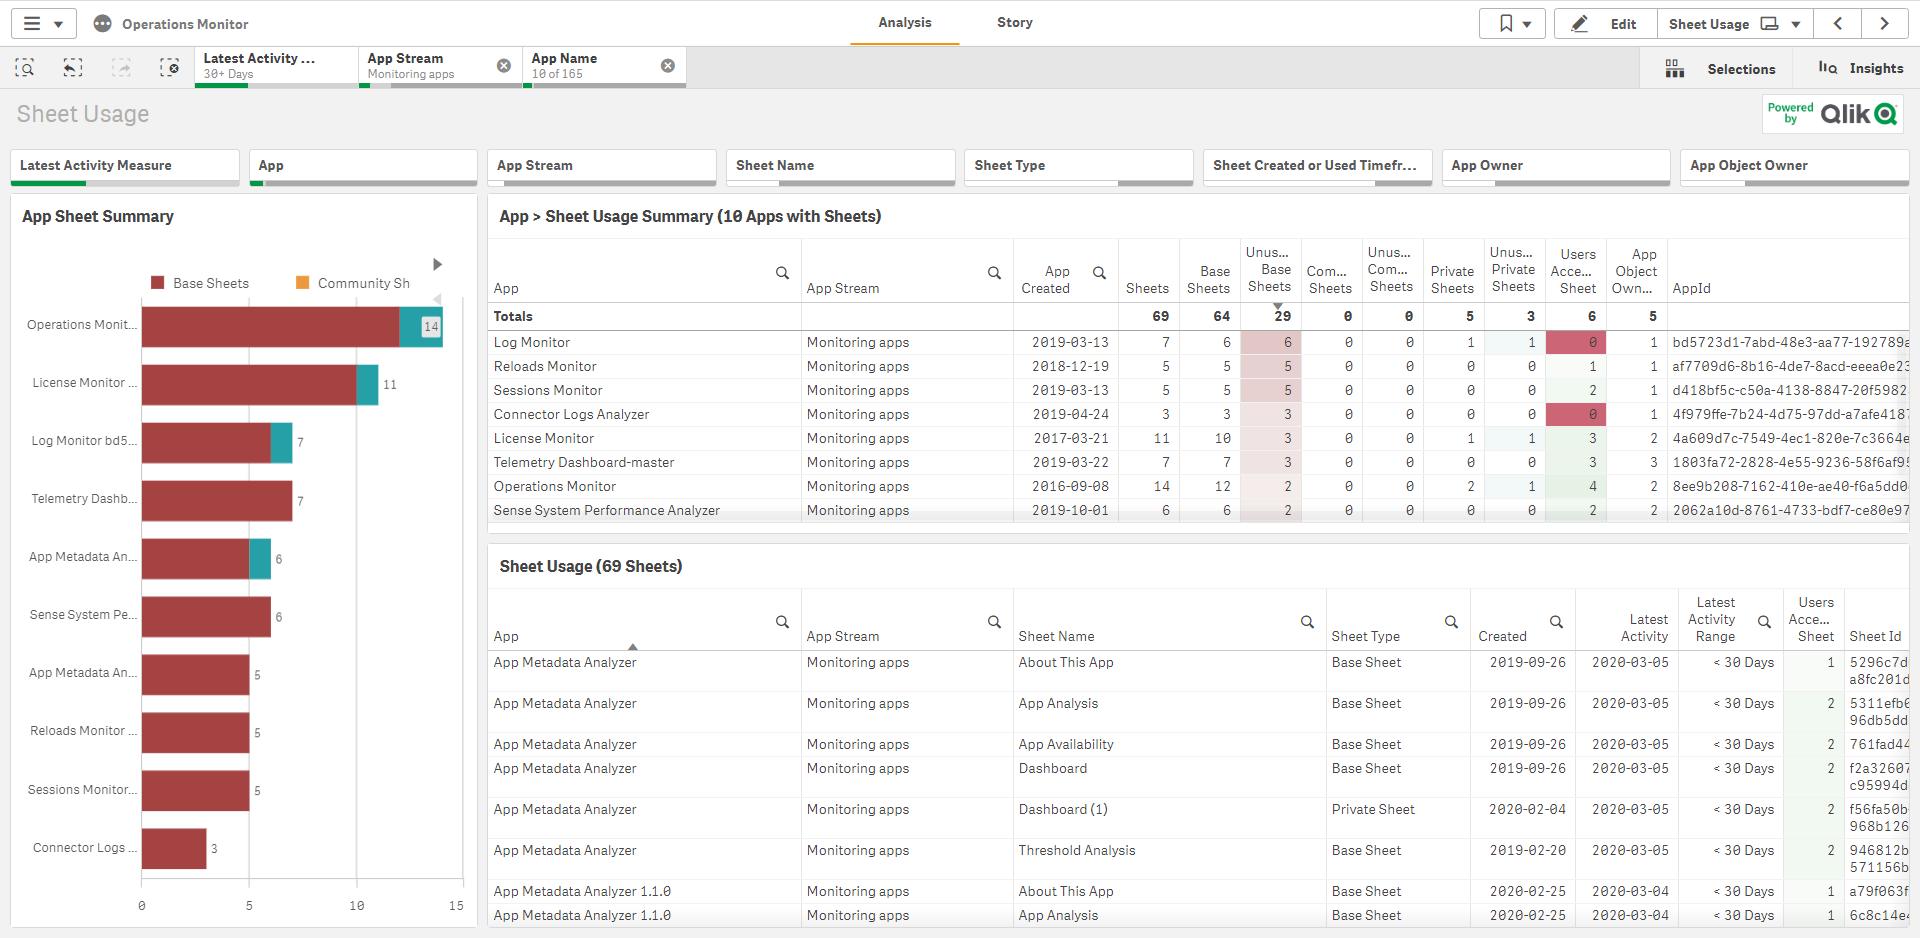 Operations Monitor
Analysis
Story
Edit
Sheet Usage
Latest Activity ...
30+ Days
App Stream
Monitoring apps
App Name
10 of 165
Selections
Insights
Sheet Usage
Powered by Qlik
Latest Activity Measure
App
App Stream
Sheet Name
Sheet Type
Sheet Created or Used Timefr...
App Owner
App Object Owner
App Sheet Summary
Base Sheets
Community Sh
Operations Monit... 14
License Monitor ... 11
Log Monitor bd5... 7
Telemetry Dashb... 7
App Metadata An... 6
Sense System Pe... 6
App Metadata An... 5
Reloads Monitor ... 5
Sessions Monitor... 5
Connector Logs ... 3
0 5 10 15
App > Sheet Usage Summary (10 Apps with Sheets)
App
App Stream
App Created
Sheets
Base Sheets
Unus... Base Sheets
Com... Sheets
Unus... Com... Sheets
Private Sheets
Unus... Private Sheets
Users Acce... Sheet
App Object Own...
AppId
Totals 69 64 29 0 0 5 3 6 5
Log Monitor Monitoring apps 2019-03-13 7 6 6 0 0 1 1 0 1 bd5723d1-7abd-48e3-aa77-192789a
Reloads Monitor Monitoring apps 2018-12-19 5 5 5 0 0 0 0 1 1 af7709d6-8b16-4de7-8acd-eeea0e23
Sessions Monitor Monitoring apps 2019-03-13 5 5 5 0 0 0 0 2 1 d418bf5c-c50a-4138-8847-20f5982
Connector Logs Analyzer Monitoring apps 2019-04-24 3 3 3 0 0 0 0 0 1 4f979ffe-7b24-4d75-97dd-a7afe4187
License Monitor Monitoring apps 2017-03-21 11 10 3 0 0 1 1 3 2 4a609d7c-7549-4ec1-820e-7c3664e
Telemetry Dashboard-master Monitoring apps 2019-03-22 7 7 3 0 0 0 0 3 3 1803fa72-2828-4e55-9236-58f6af95
Operations Monitor Monitoring apps 2016-09-08 14 12 2 0 0 2 1 4 2 8ee9b208-7162-410e-ae40-f6a5dd0
Sense System Performance Analyzer Monitoring apps 2019-10-01 6 6 2 0 0 0 0 2 2 2062a10d-8761-4733-bdf7-ce80e97
Sheet Usage (69 Sheets)
App
App Stream
Sheet Name
Sheet Type
Created
Latest Activity
Latest Activity Range
Users Acce... Sheet
Sheet Id
App Metadata Analyzer Monitoring apps About This App Base Sheet 2019-09-26 2020-03-05 < 30 Days 1 5296c7d
a8fc201d
App Metadata Analyzer Monitoring apps App Analysis Base Sheet 2019-09-26 2020-03-05 < 30 Days 2 5311efb
96db5dd
App Metadata Analyzer Monitoring apps App Availability Base Sheet 2019-09-26 2020-03-05 < 30 Days 2 761fad44
App Metadata Analyzer Monitoring apps Dashboard Base Sheet 2019-09-26 2020-03-05 < 30 Days 2 f2a32607
c95994d
App Metadata Analyzer Monitoring apps Dashboard (1) Private Sheet 2020-02-04 2020-03-05 < 30 Days 2 f56fa50b
968b126
App Metadata Analyzer Monitoring apps Threshold Analysis Base Sheet 2019-02-20 2020-03-05 < 30 Days 2 946812b
571156b
App Metadata Analyzer 1.1.0 Monitoring apps About This App Base Sheet 2020-02-25 2020-03-04 < 30 Days 1 a79f063f
App Metadata Analyzer 1.1.0 Monitoring apps App Analysis Base Sheet 2020-02-25 2020-03-04 < 30 Days 1 6c8c14e4